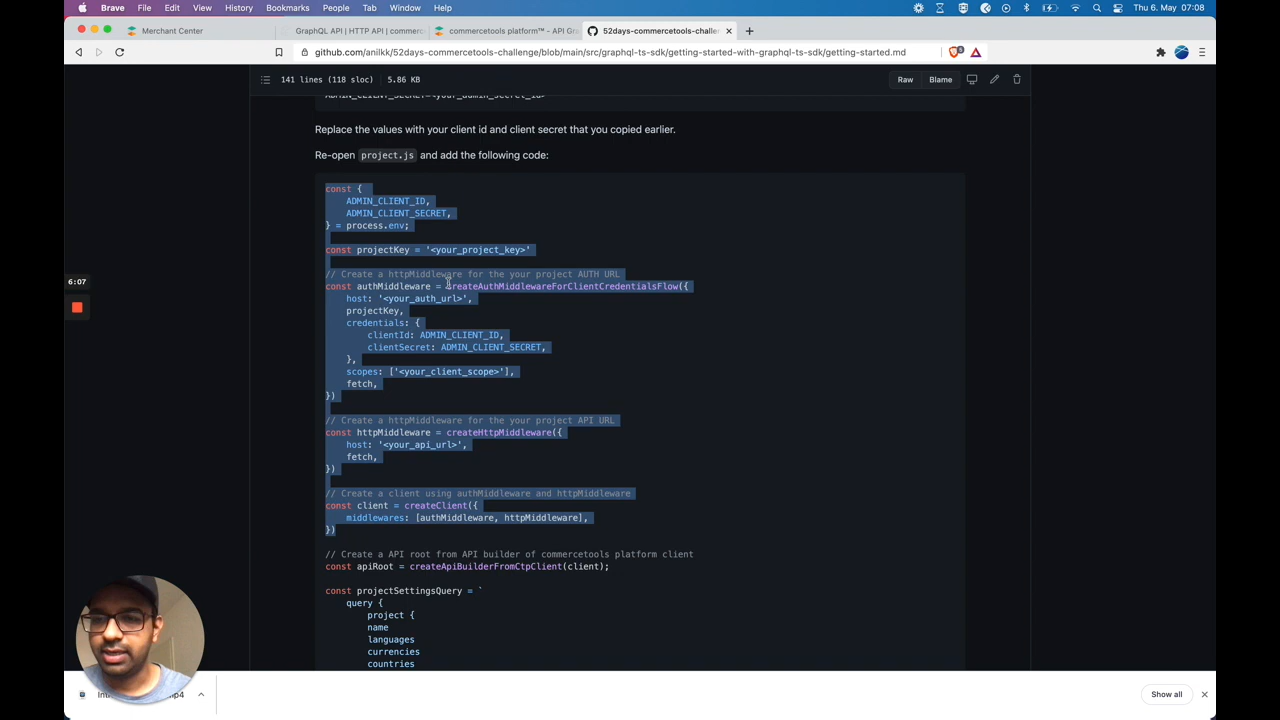 Brave File Edit View History Bookmarks People Tab Window Help
Thu 6. May 07:08
Merchant Center
GraphQL API | HTTP API | commerc
commercetools platform™ - API Gr
52days-commercetools-challe
github.com/anilkk/52days-commercetools-challenge/blob/main/src/graphql-ts-sdk/getting-started-with-graphql-ts-sdk/getting-started.md
141 lines (118 sloc) 5.86 KB
Raw Blame
Replace the values with your client id and client secret that you copied earlier.
Re-open project.js and add the following code:
const {
ADMIN_CLIENT_ID,
ADMIN_CLIENT_SECRET,
} = process.env;
const projectKey = '<your_project_key>'
// Create a httpMiddleware for the your project AUTH URL
const authMiddleware = createAuthMiddlewareForClientCredentialsFlow({
host: '<your_auth_url>',
projectKey,
credentials: {
clientId: ADMIN_CLIENT_ID,
clientSecret: ADMIN_CLIENT_SECRET,
},
scopes: ['<your_client_scope>'],
fetch,
})
// Create a httpMiddleware for the your project API URL
const httpMiddleware = createHttpMiddleware({
host: '<your_api_url>',
fetch,
})
// Create a client using authMiddleware and httpMiddleware
const client = createClient({
middlewares: [authMiddleware, httpMiddleware],
})
// Create a API root from API builder of commercetools platform client
const apiRoot = createApiBuilderFromCtpClient(client);
const projectSettingsQuery = `
query {
project {
name
languages
currencies
countries
6:07
Show all